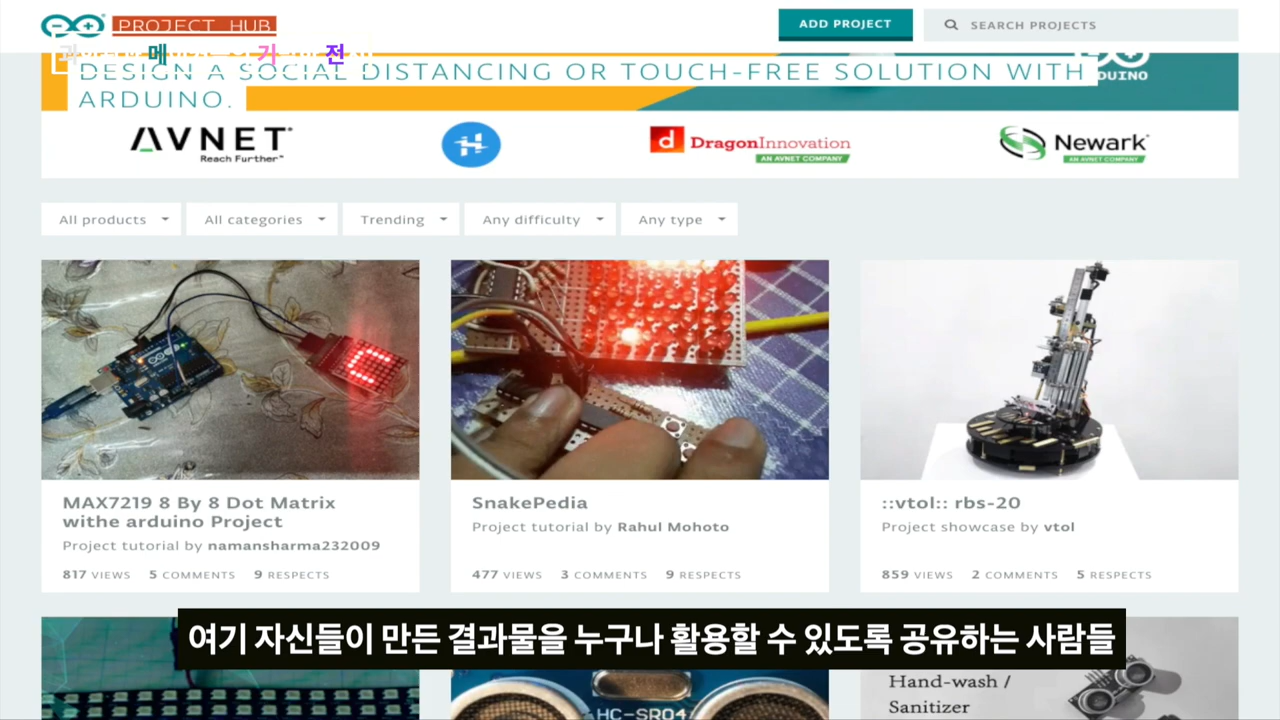 PROJECT HUB
ADD PROJECT
SEARCH PROJECTS
DESIGN A SOCIAL DISTANCING OR TOUCH-FREE SOLUTION WITH
ARDUINO.
AVNET
Reach Further™
DragonInnovation
AN AVNET COMPANY
Newark
AN AVNET COMPANY
All products
All categories
Trending
Any difficulty
Any type
MAX7219 8 By 8 Dot Matrix
withe arduino Project
Project tutorial by namansharma232009
817 VIEWS 5 COMMENTS 9 RESPECTS
SnakePedia
Project tutorial by Rahul Mohoto
477 VIEWS 3 COMMENTS 9 RESPECTS
::vtol:: rbs-20
Project showcase by vtol
859 VIEWS 2 COMMENTS 5 RESPECTS
여기 자신들이 만든 결과물을 누구나 활용할 수 있도록 공유하는 사람들
HC-SR04
Hand-wash /
Sanitizer